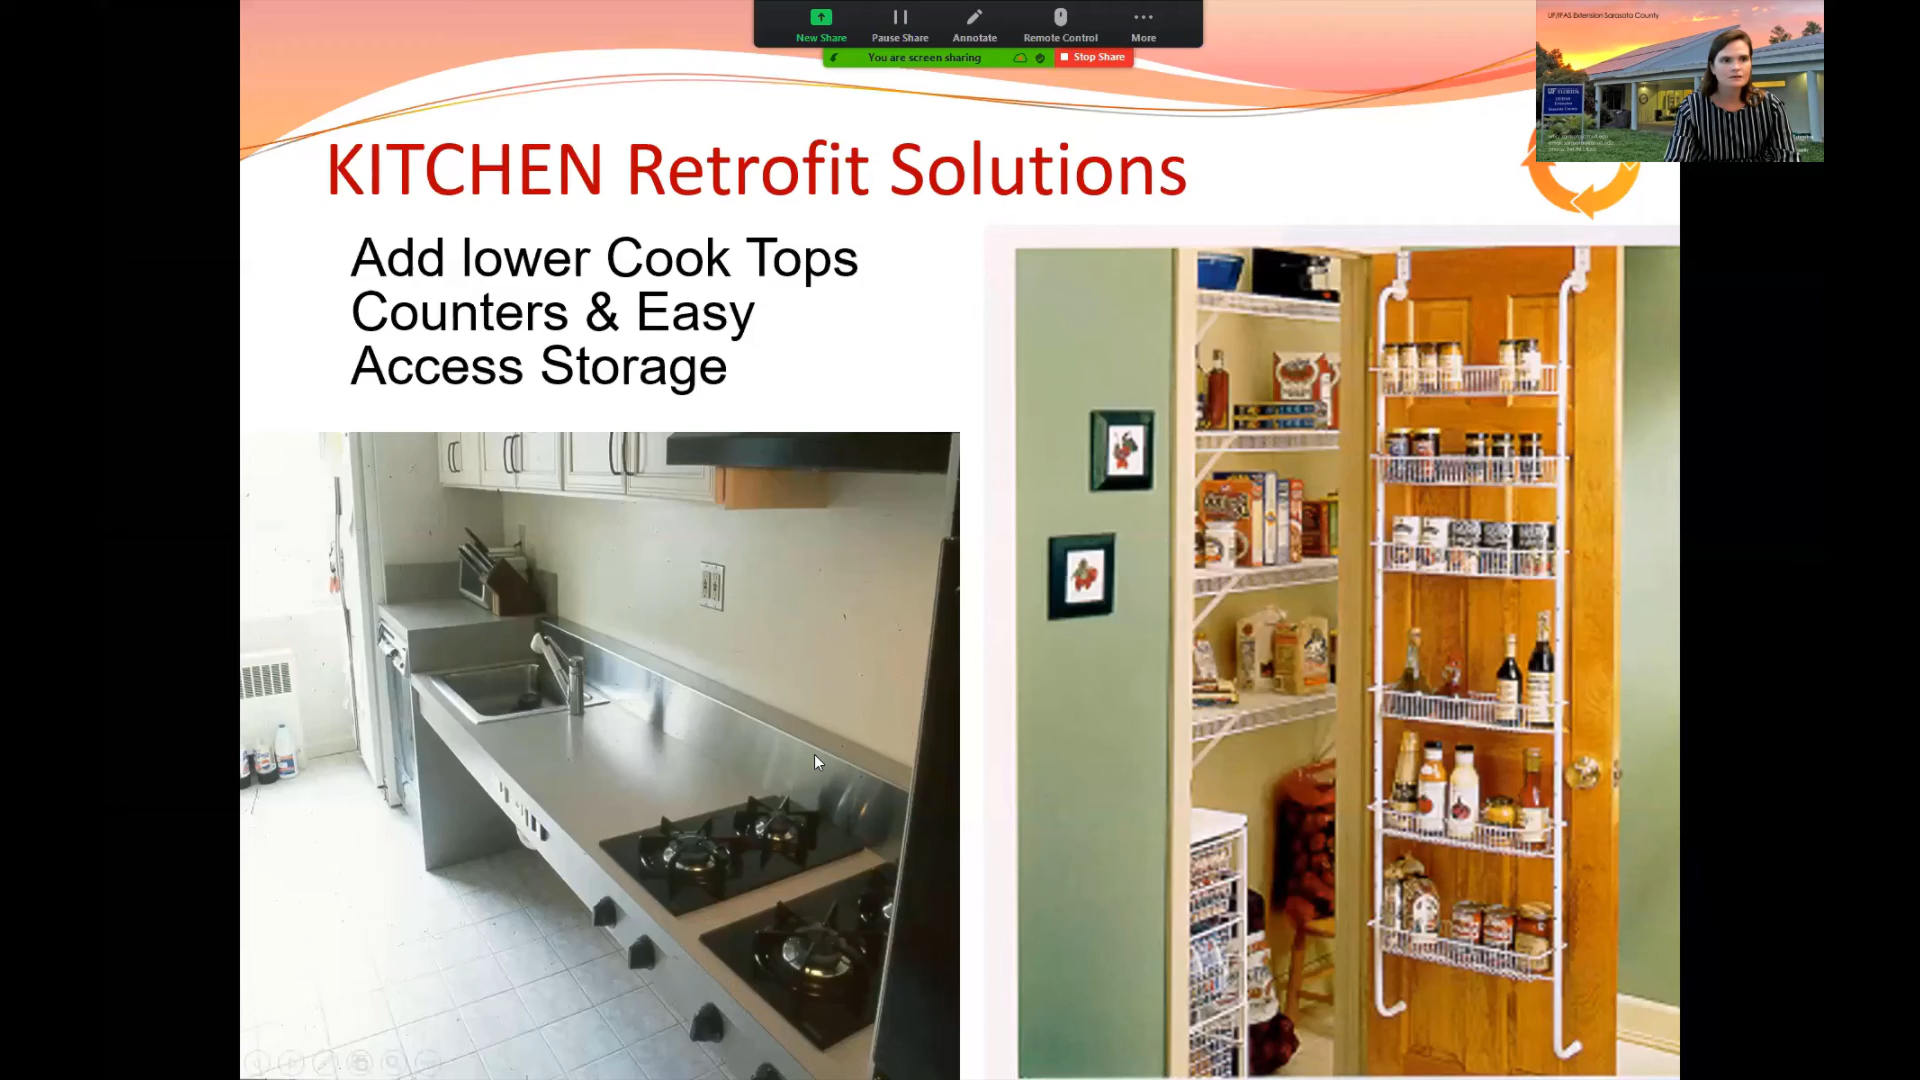 New Share
Pause Share
Annotate
Remote Control
More
You are screen sharing
Stop Share
UF/IFAS Extension Sarasota County
KITCHEN Retrofit Solutions
Add lower Cook Tops
Counters & Easy
Access Storage